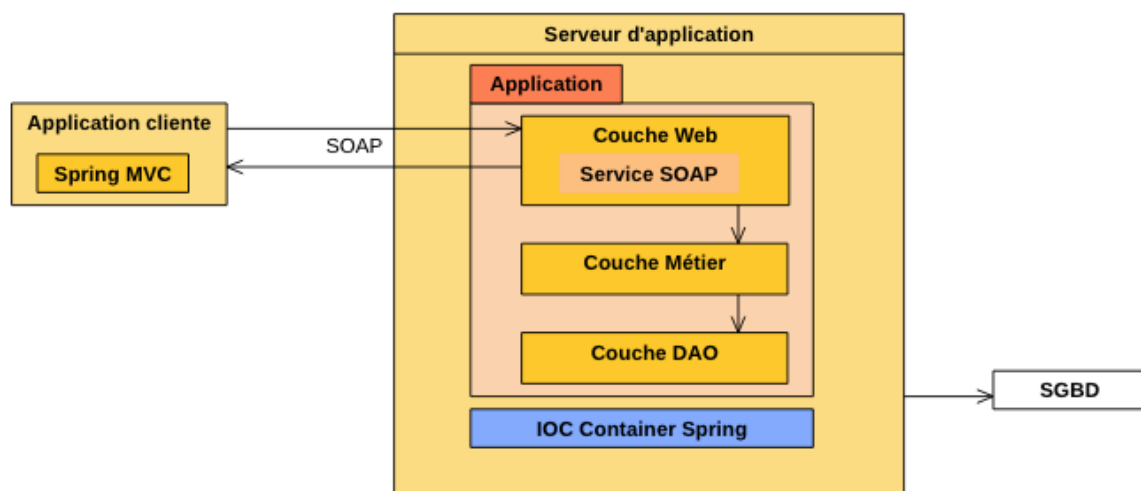 Serveur d'application
Application
Application cliente
Spring MVC
SOAP
Couche Web
Service SOAP
Couche Métier
Couche DAO
SGBD
IOC Container Spring